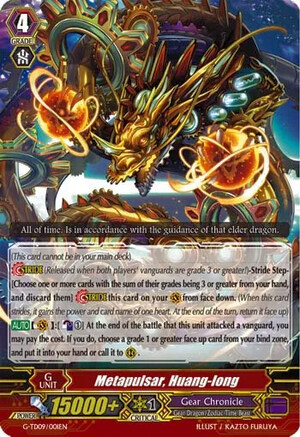 4
GRADE
All of time. Is in accordance with the guidance of that elder dragon.
(This card cannot be in your main deck)
STRIDE (Released when both players' vanguards are grade 3 or greater!)-Stride Step-
[Choose one or more cards with the sum of their grades being 3 or greater from your hand,
and discard them] STRIDE this card on your from face down. (When this card
strides, it gains the power and card name of one heart. At the end of the turn, return it face up)
AUTO At the end of the battle that this unit attacked a vanguard, you
may pay the cost. If you do, choose a grade 1 or greater face up card from your bind zone,
and put it into your hand or call it to
G
UNIT
Metapulsar, Huang-long
POWER
15000+
1
CRITICAL
Gear Chronicle
Gear Dragon/Zodiac Time Beast
G-TD09/001EN
ILLUST / KAZTO FURUYA